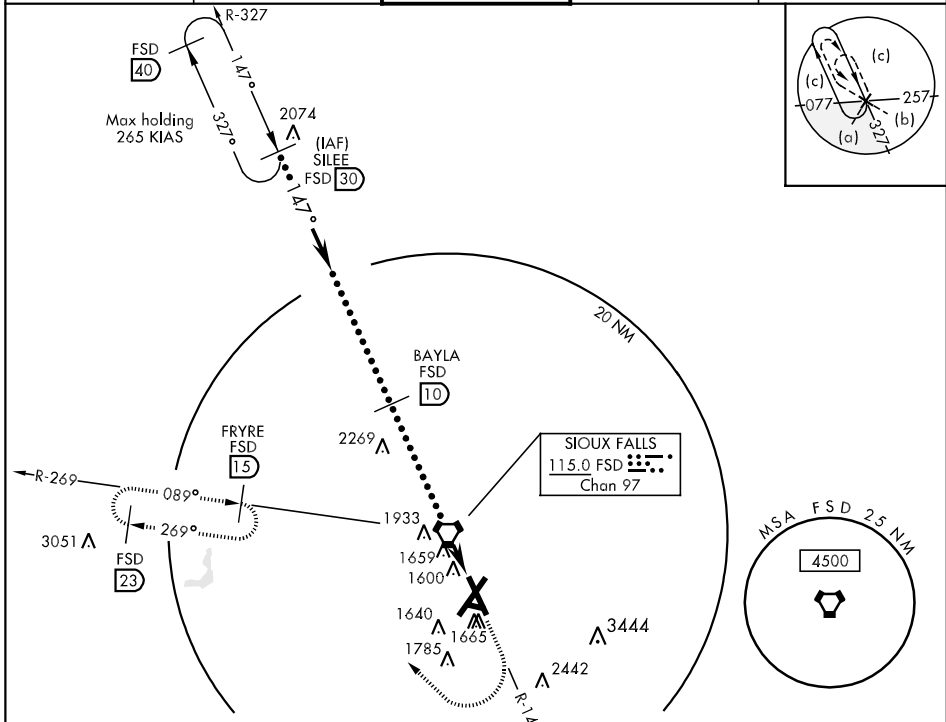 R-327
FSD
40
147°
327°
Max holding
265 KIAS
2074
(IAF)
SILEE
FSD 30
147°
(c)
(c)
077
257
(b)
(a)
327
20 NM
BAYLA
FSD
10
2269
FRYRE
FSD
15
SIOUX FALLS
115.0 FSD
Chan 97
R-269
089°
269°
3051
FSD
23
1933
1659
1600
1640
1665
1785
3444
2442
R-14
MSA FSD 25 NM
4500